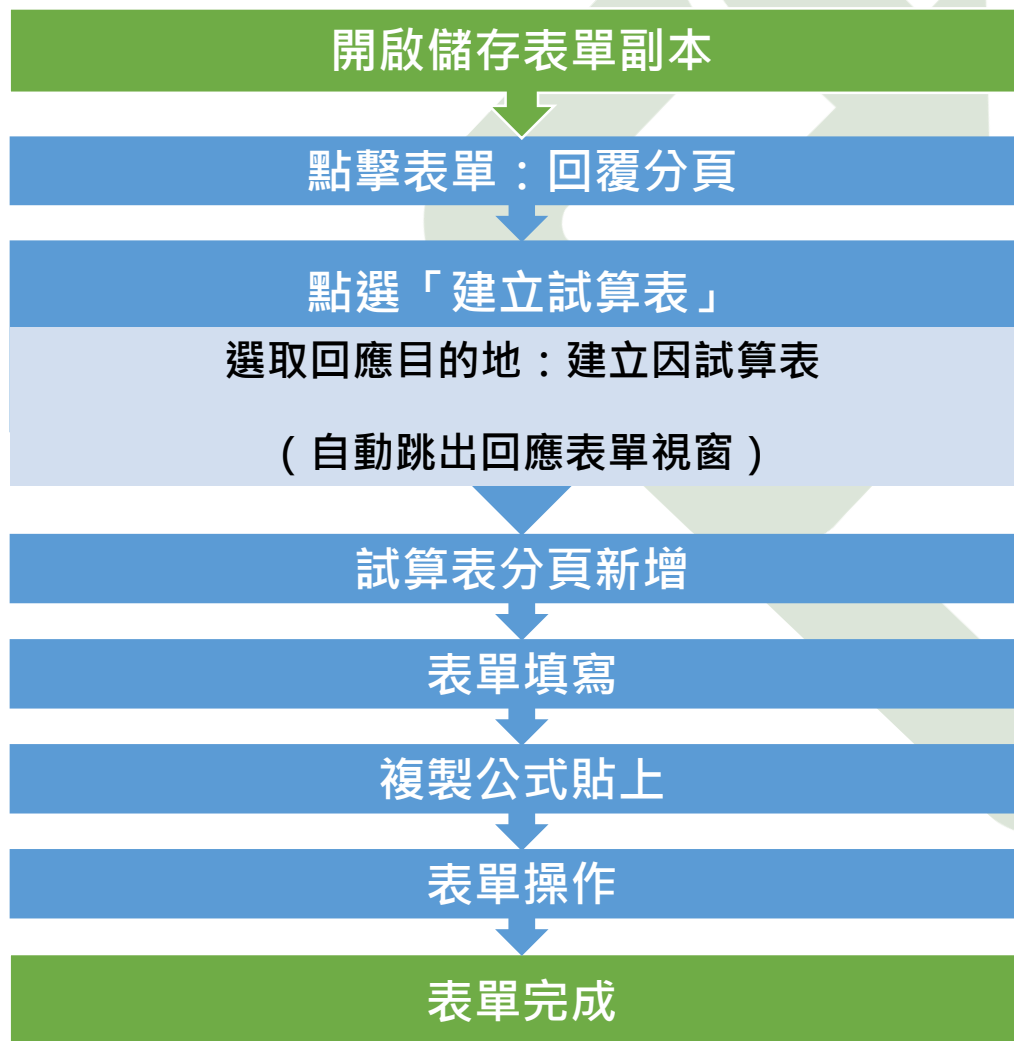 開啟儲存表單副本
點擊表單：回覆分頁
點選「建立試算表」
選取回應目的地：建立因試算表
（自動跳出回應表單視窗）
試算表分頁新增
表單填寫
複製公式貼上
表單操作
表單完成